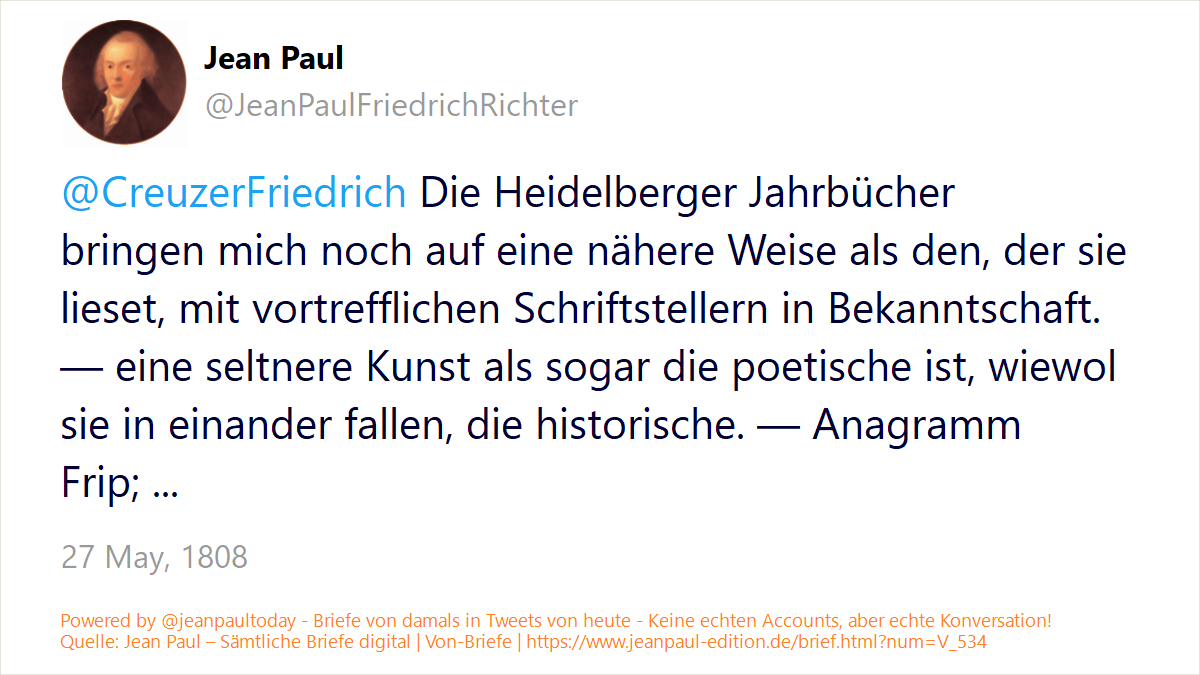 Jean Paul
@JeanPaulFriedrichRichter
@CreuzerFriedrich Die Heidelberger Jahrbücher
bringen mich noch auf eine nähere Weise als den, der sie
lieset, mit vortrefflichen Schriftstellern in Bekanntschaft.
— eine seltnere Kunst als sogar die poetische ist, wiewol
sie in einander fallen, die historische. — Anagramm
Frip; ...
27 May, 1808
Powered by @jeanpaultoday - Briefe von damals in Tweets von heute - Keine echten Accounts, aber echte Konversation!
Quelle: Jean Paul – Sämtliche Briefe digital | Von-Briefe | https://www.jeanpaul-edition.de/brief.html?num=V_534